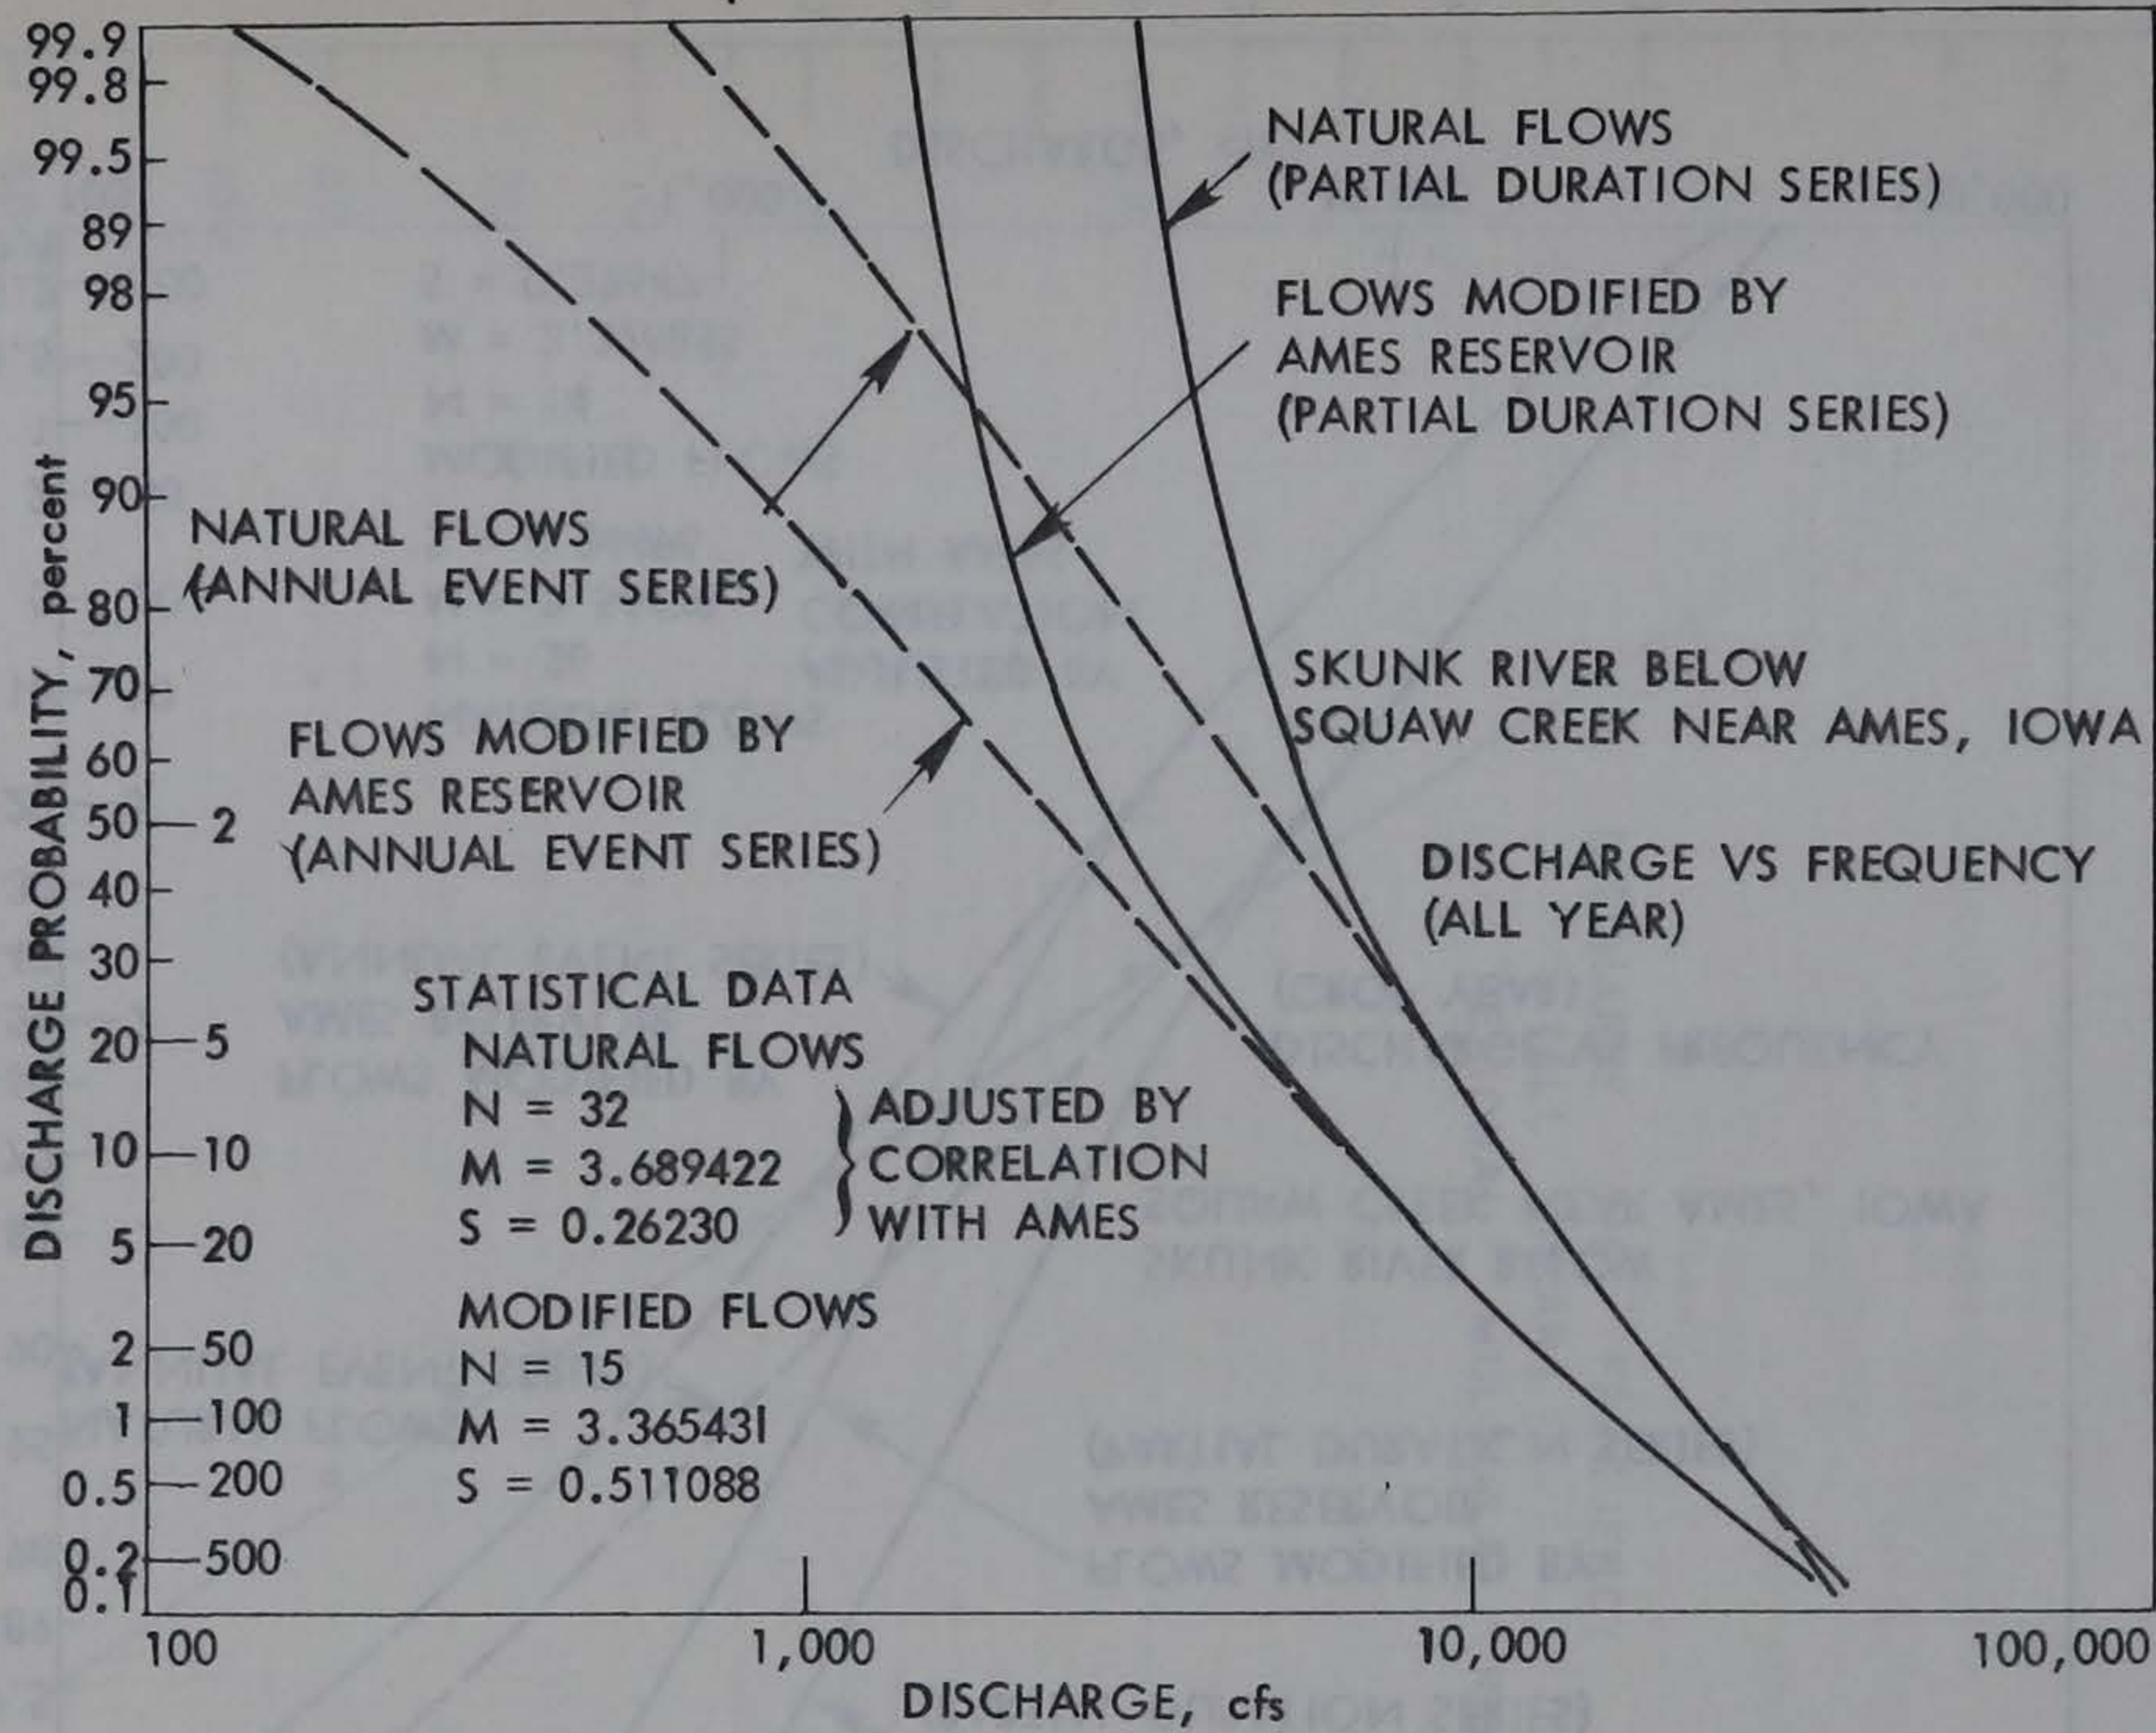 99.9
99.8
99.5
89
98
95
90
80
70
60
50 2
40
30
20 5
10 10
5 20
2 50
1 100
0.5 200
0.2 500
0.1
DISCHARGE PROBABILITY, percent
NATURAL FLOWS
(PARTIAL DURATION SERIES)
FLOWS MODIFIED BY
AMES RESERVOIR
(PARTIAL DURATION SERIES)
NATURAL FLOWS
(ANNUAL EVENT SERIES)
SKUNK RIVER BELOW
SQUAW CREEK NEAR AMES, IOWA
FLOWS MODIFIED BY
AMES RESERVOIR
(ANNUAL EVENT SERIES)
DISCHARGE VS FREQUENCY
(ALL YEAR)
STATISTICAL DATA
NATURAL FLOWS
N = 32
M = 3.689422
S = 0.26230
ADJUSTED BY
CORRELATION
WITH AMES
MODIFIED FLOWS
N = 15
M = 3.365431
S = 0.511088
100 1,000 10,000 100,000
DISCHARGE, cfs